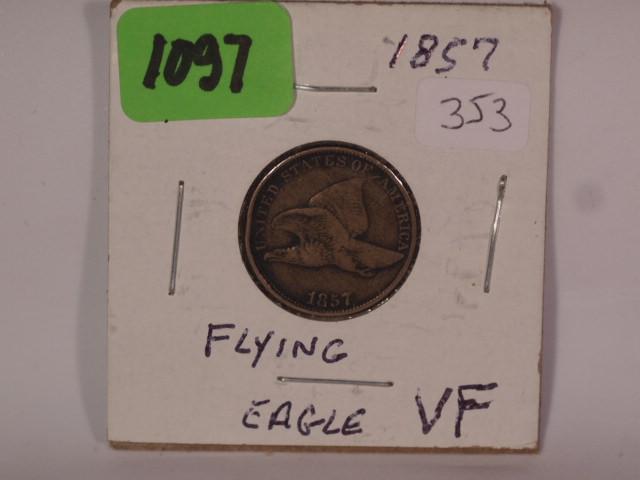 1097
1857
353
UNITED STATES OF AMERICA
1857
FLYING
EAGLE VF